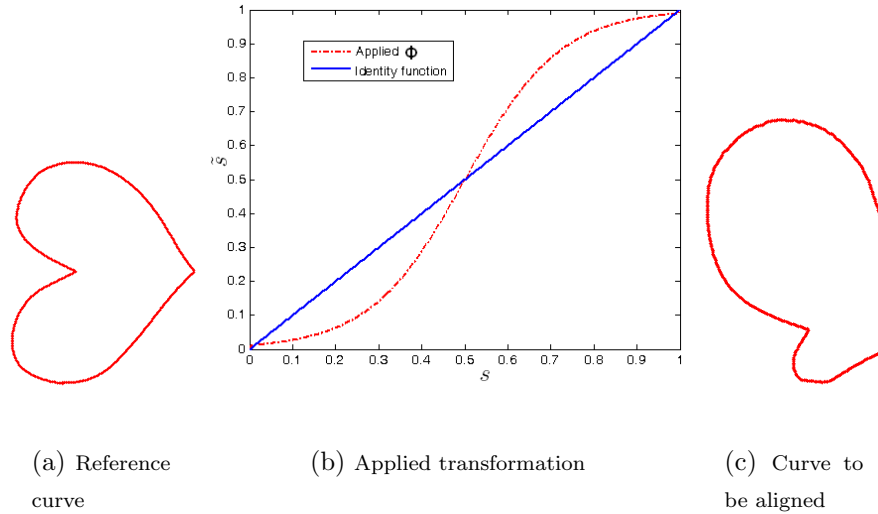 1
0.9
0.8
0.7
0.6
0.5
0.4
0.3
0.2
0.1
0
Applied Φ
Identity function
s̃
0 0.1 0.2 0.3 0.4 0.5 0.6 0.7 0.8 0.9 1
s
(a) Reference
curve
(b) Applied transformation
(c) Curve to
be aligned